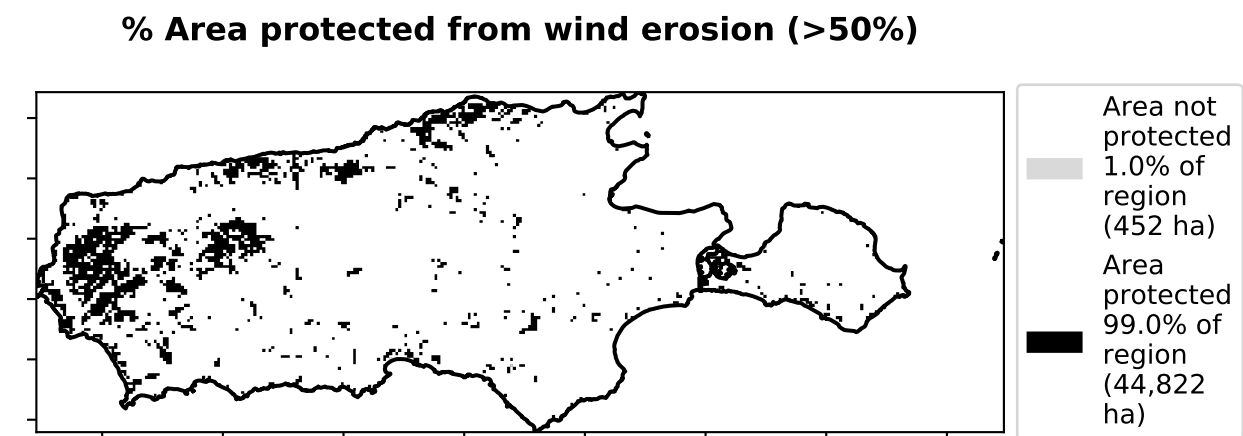 % Area protected from wind erosion (>50%)
Area not
protected
1.0% of
region
(452 ha)
Area
protected
99.0% of
region
(44,822
ha)